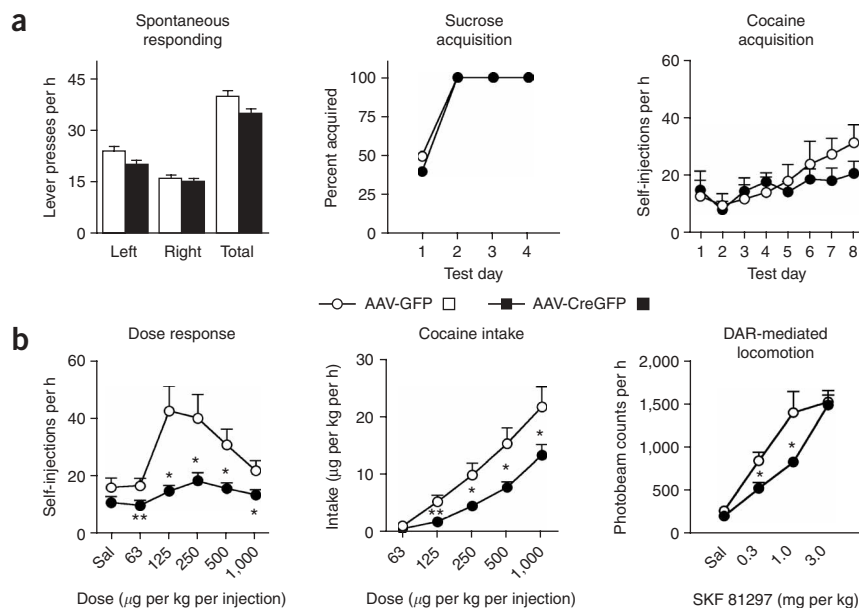 a
Spontaneous
responding
Lever presses per h
45
30
15
0
Left Right Total
Sucrose
acquisition
Percent acquired
100
75
50
25
0
1 2 3 4
Test day
Cocaine
acquisition
Self-injections per h
60
40
20
0
1 2 3 4 5 6 7 8
Test day
AAV-GFP AAV-CreGFP
b
Dose response
Self-injections per h
60
40
20
0
* * * ** *
Sal 63 125 250 500 1,000
Dose (μg per kg per injection)
Cocaine intake
Intake (μg per kg per h)
30
20
10
0
** * * *
63 125 250 500 1,000
Dose (μg per kg per injection)
DAR-mediated
locomotion
Photobeam counts per h
2,000
1,500
1,000
500
0
* *
Sal 0.3 1.0 3.0
SKF 81297 (mg per kg)